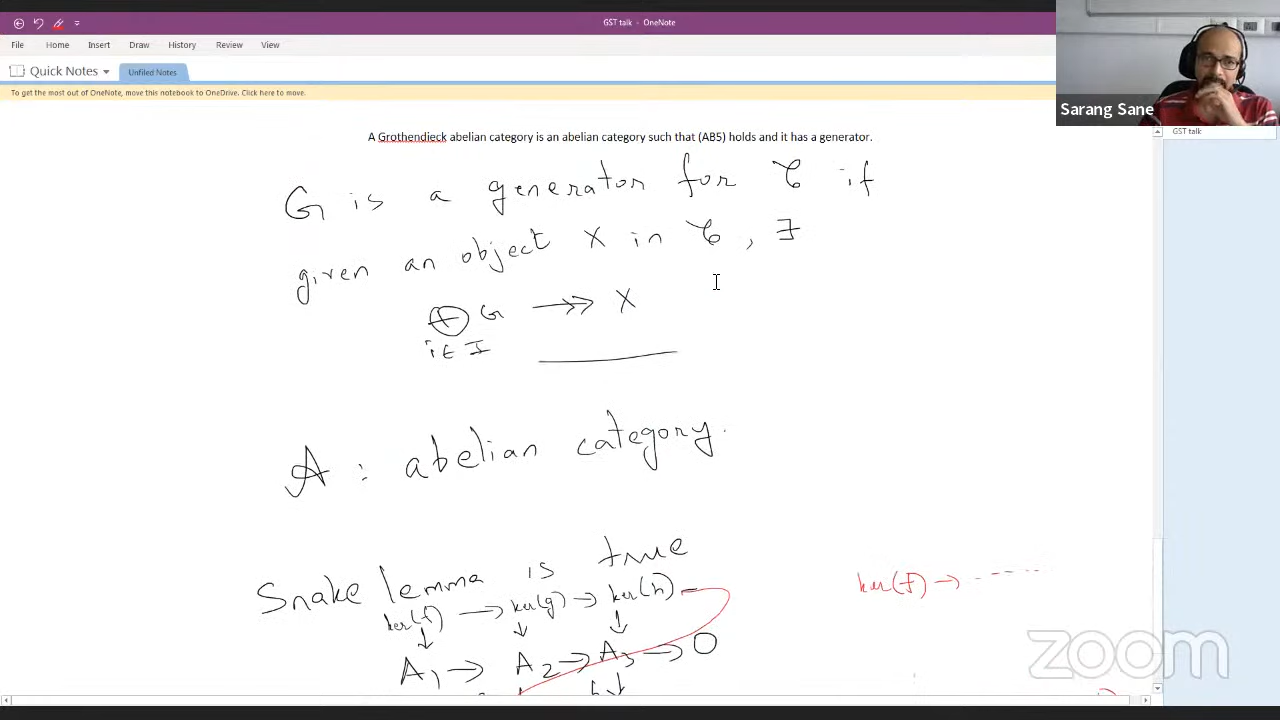 GST talk - OneNote
File Home Insert Draw History Review View
Quick Notes Unfiled Notes
To get the most out of OneNote, move this notebook to OneDrive. Click here to move.
Sarang Sane
GST talk
A Grothendieck abelian category is an abelian category such that (AB5) holds and it has a generator.
G is a generator for 𝒞 if
given an object X in 𝒞, ∃
⊕ G ↠ X
i ∈ I
A : abelian category.
Snake lemma is true
ker(f) → ker(g) → ker(h)
ker(f) → - - - - -
↓ ↓ ↓
A₁ → A₂ → A₃ → 0
h ↓
zoom